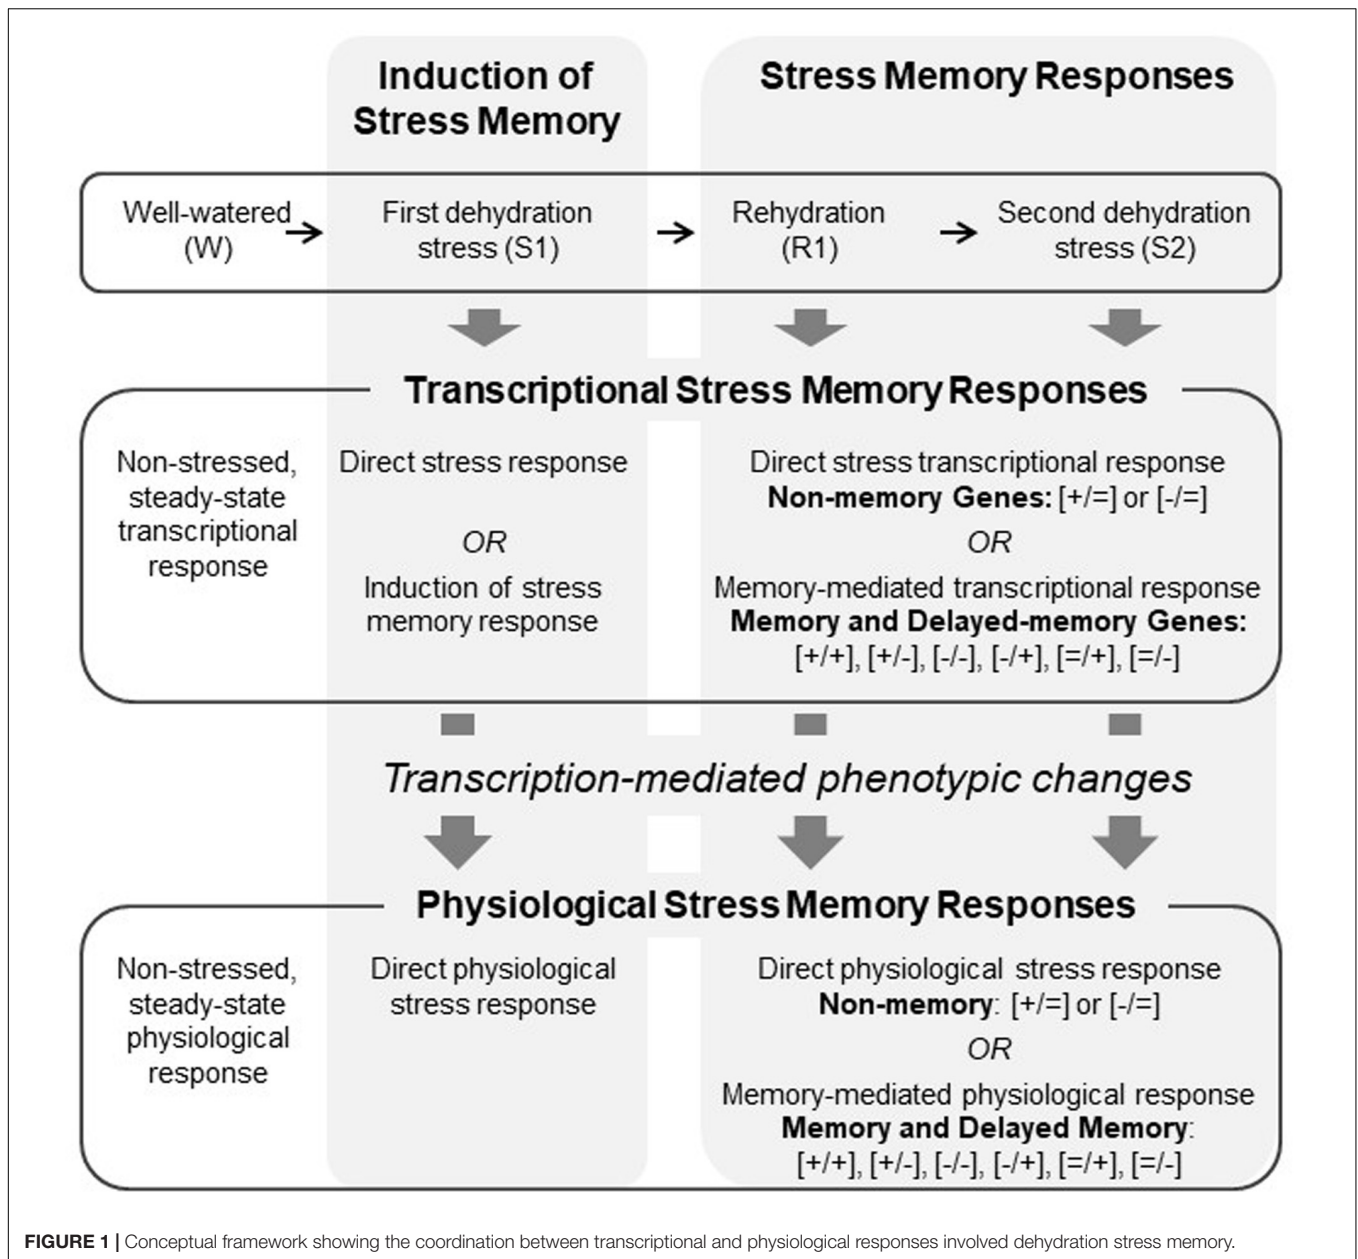 Induction of
Stress Memory
Stress Memory Responses
Well-watered
(W)
First dehydration
stress (S1)
Rehydration
(R1)
Second dehydration
stress (S2)
Transcriptional Stress Memory Responses
Non-stressed,
steady-state
transcriptional
response
Direct stress response
OR
Induction of stress
memory response
Direct stress transcriptional response
Non-memory Genes: [+/=] or [-/=]
OR
Memory-mediated transcriptional response
Memory and Delayed-memory Genes:
[+/+], [+/-], [-/-], [-/+], [=/+], [=/-]
Transcription-mediated phenotypic changes
Physiological Stress Memory Responses
Non-stressed,
steady-state
physiological
response
Direct physiological
stress response
Direct physiological stress response
Non-memory: [+/=] or [-/=]
OR
Memory-mediated physiological response
Memory and Delayed Memory:
[+/+], [+/-], [-/-], [-/+], [=/+], [=/-]
FIGURE 1 | Conceptual framework showing the coordination between transcriptional and physiological responses involved dehydration stress memory.